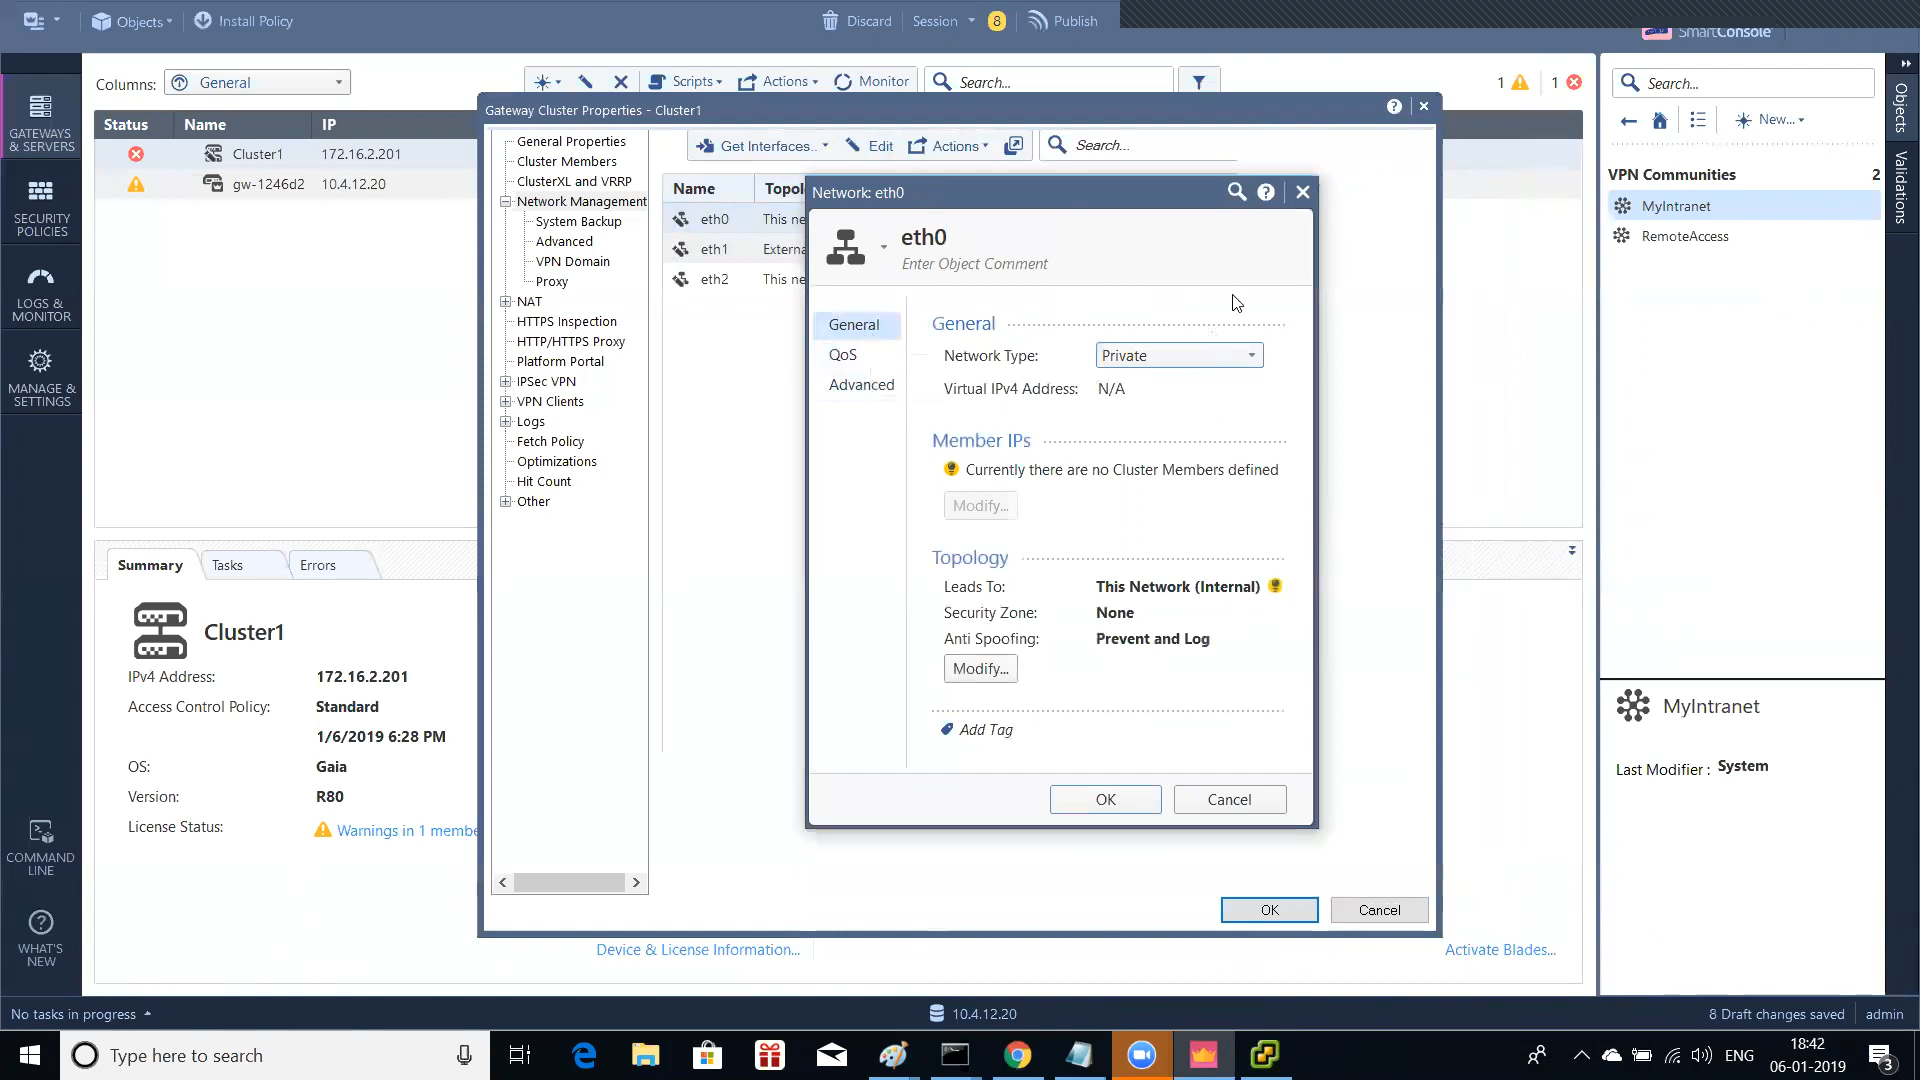 Objects
Install Policy
Discard
Session
8
Publish
SmartConsole
GATEWAYS
& SERVERS
SECURITY
POLICIES
LOGS &
MONITOR
MANAGE &
SETTINGS
COMMAND
LINE
WHAT'S
NEW
Columns:
General
Scripts
Actions
Monitor
Search...
1
1
Status
Name
IP
Cluster1
172.16.2.201
gw-1246d2
10.4.12.20
Gateway Cluster Properties - Cluster1
General Properties
Cluster Members
ClusterXL and VRRP
Network Management
System Backup
Advanced
VPN Domain
Proxy
NAT
HTTPS Inspection
HTTP/HTTPS Proxy
Platform Portal
IPSec VPN
VPN Clients
Logs
Fetch Policy
Optimizations
Hit Count
Other
Get Interfaces..
Edit
Actions
Search...
Name
Topol
eth0
This ne
eth1
Externa
eth2
This ne
Network: eth0
eth0
Enter Object Comment
General
QoS
Advanced
General
Network Type:
Private
Virtual IPv4 Address:
N/A
Member IPs
Currently there are no Cluster Members defined
Modify...
Topology
Leads To:
This Network (Internal)
Security Zone:
None
Anti Spoofing:
Prevent and Log
Modify...
Add Tag
OK
Cancel
OK
Cancel
Summary
Tasks
Errors
Cluster1
IPv4 Address:
172.16.2.201
Access Control Policy:
Standard
1/6/2019 6:28 PM
OS:
Gaia
Version:
R80
License Status:
Warnings in 1 membe
Device & License Information...
Activate Blades...
Search...
New...
VPN Communities
2
MyIntranet
RemoteAccess
MyIntranet
Last Modifier :
System
Objects
Validations
No tasks in progress
10.4.12.20
8 Draft changes saved
admin
Type here to search
ENG
18:42
06-01-2019
3